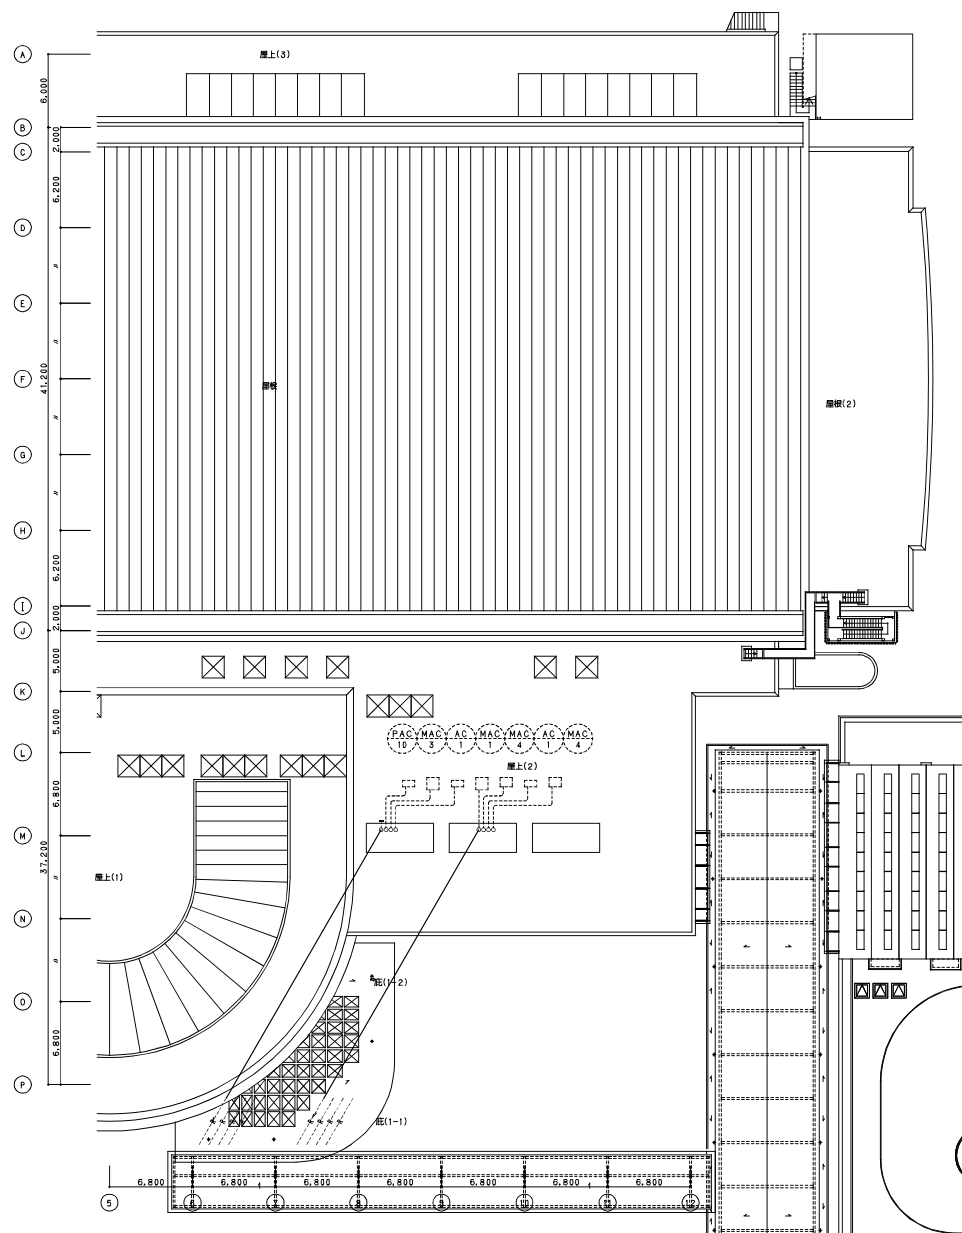 屋上(3)
A
6,000
B
2,000
C
6,200
D
〃
E
〃
F
41,200
屋根
屋根(2)
〃
G
〃
H
6,200
I
2,000
J
5,000
K
5,000
PAC 10
MAC 3
AC 1
MAC 1
MAC 4
AC 1
MAC 4
L
屋上(2)
6,800
M
37,200
屋上(1)
N
〃
庇(1-2)
O
6,800
P
庇(1-1)
6,800
6,800
6,800
6,800
6,800
6,800
6,800
5
6
7
8
9
10
11
12